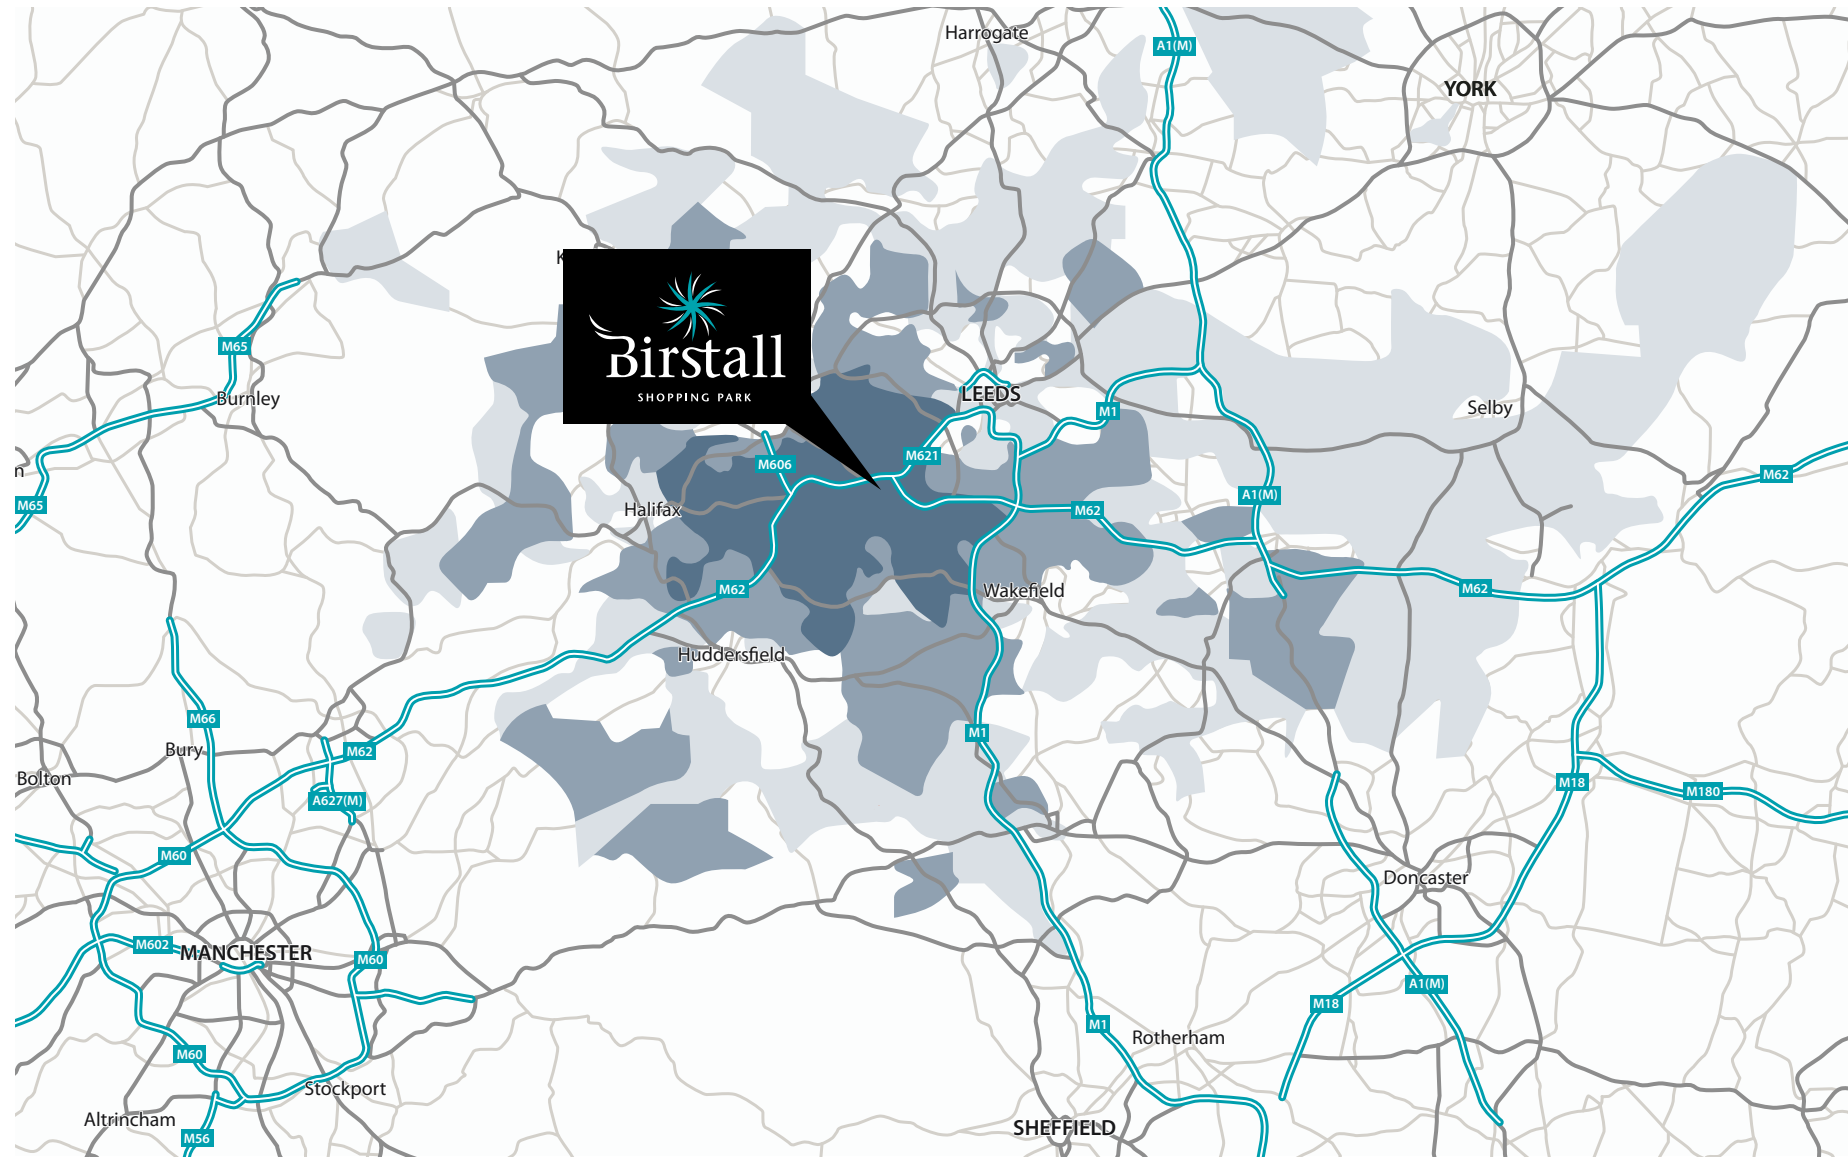 Harrogate
A1(M)
YORK
K
Birstall
SHOPPING PARK
M65
Burnley
LEEDS
M1
Selby
n
M606
M621
M62
M65
Halifax
A1(M)
M62
M62
Wakefield
M62
Huddersfield
M66
Bury
M62
M1
Bolton
A627(M)
M18
M180
M60
Doncaster
M602
MANCHESTER
M60
A1(M)
M18
M1
Rotherham
M60
Stockport
Altrincham
SHEFFIELD
M56